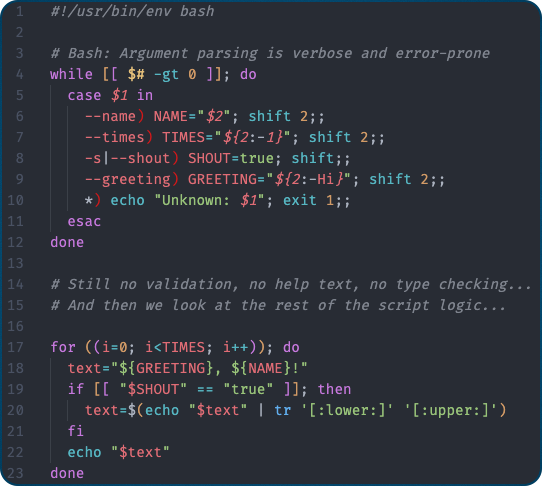 1 #!/usr/bin/env bash
2
3 # Bash: Argument parsing is verbose and error-prone
4 while [[ $# -gt 0 ]]; do
5   case $1 in
6     --name) NAME="$2"; shift 2;;
7     --times) TIMES="${2:-1}"; shift 2;;
8     -s|--shout) SHOUT=true; shift;;
9     --greeting) GREETING="${2:-Hi}"; shift 2;;
10     *) echo "Unknown: $1"; exit 1;;
11   esac
12 done
13
14 # Still no validation, no help text, no type checking...
15 # And then we look at the rest of the script logic...
16
17 for ((i=0; i<TIMES; i++)); do
18   text="${GREETING}, ${NAME}!"
19   if [[ "$SHOUT" == "true" ]]; then
20     text=$(echo "$text" | tr '[:lower:]' '[:upper:]')
21   fi
22   echo "$text"
23 done